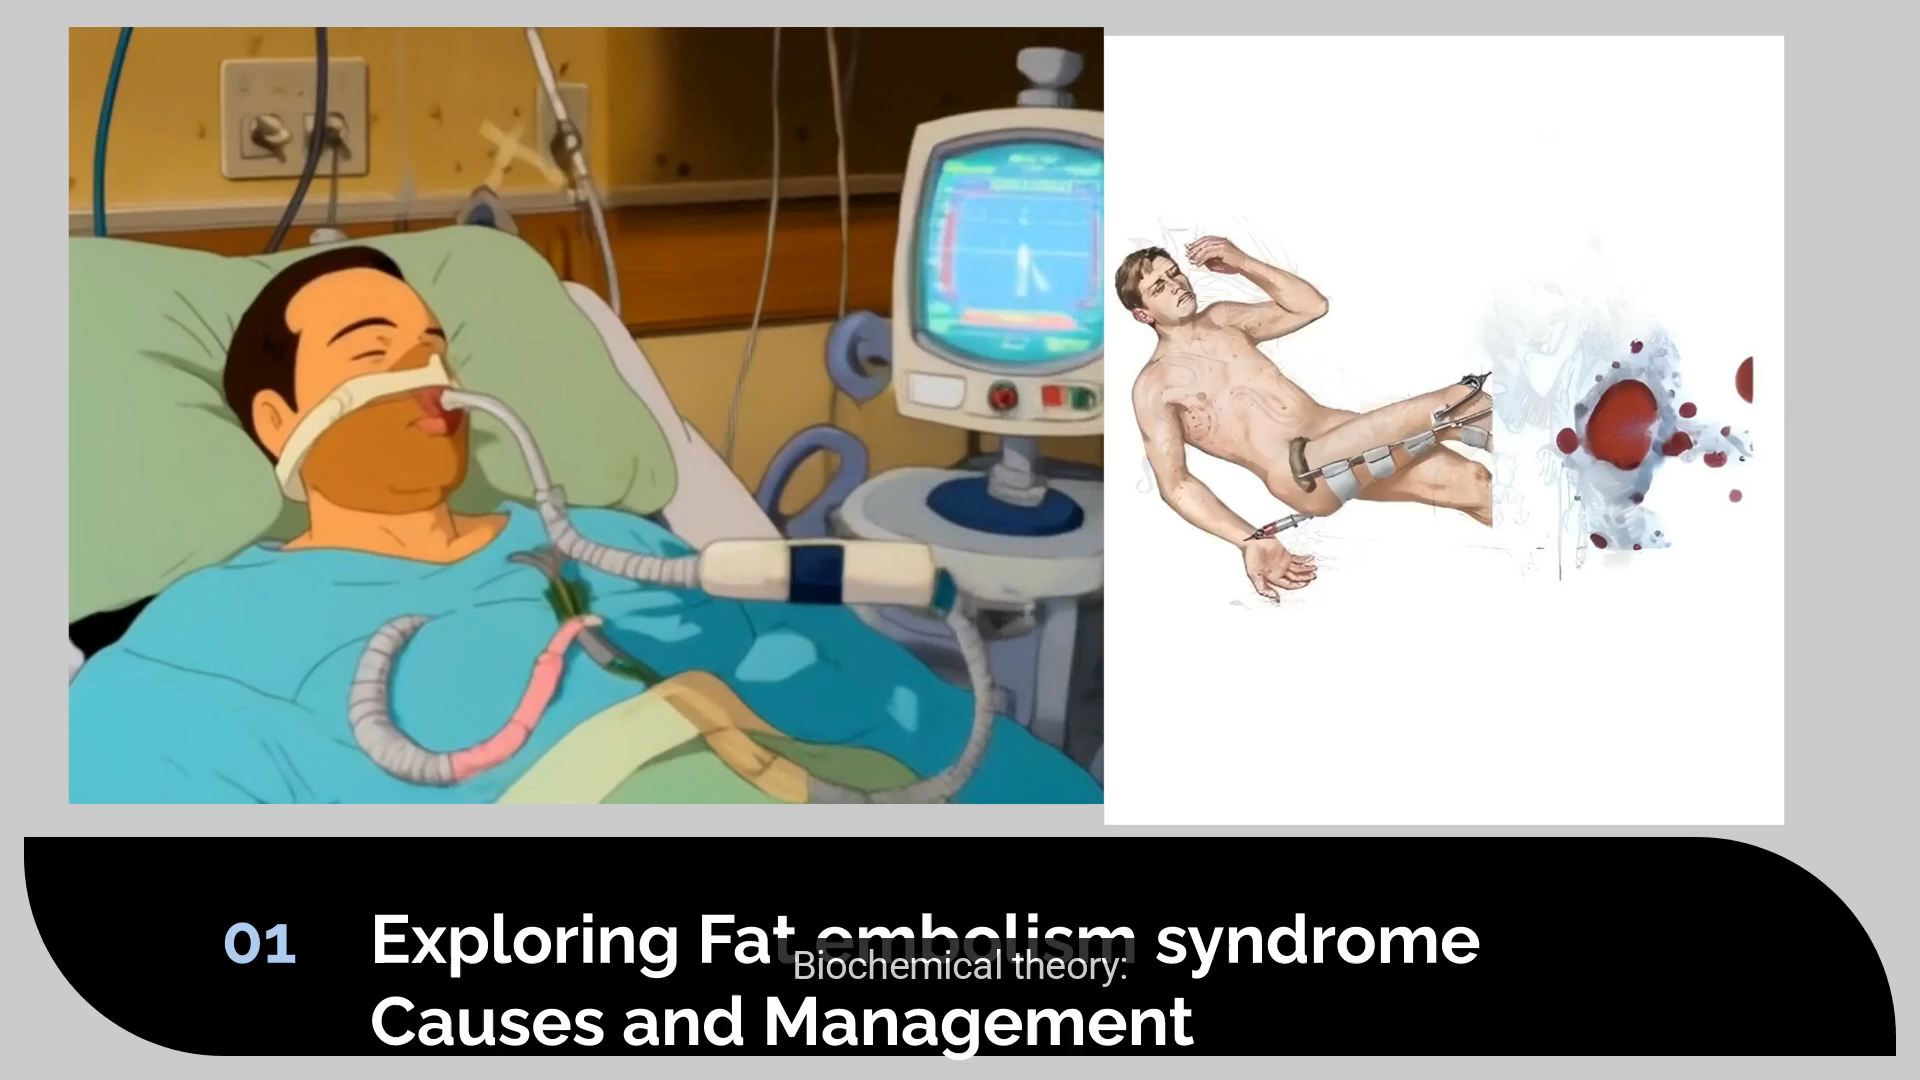 01 Exploring Fat embolism syndrome
Biochemical theory:
Causes and Management